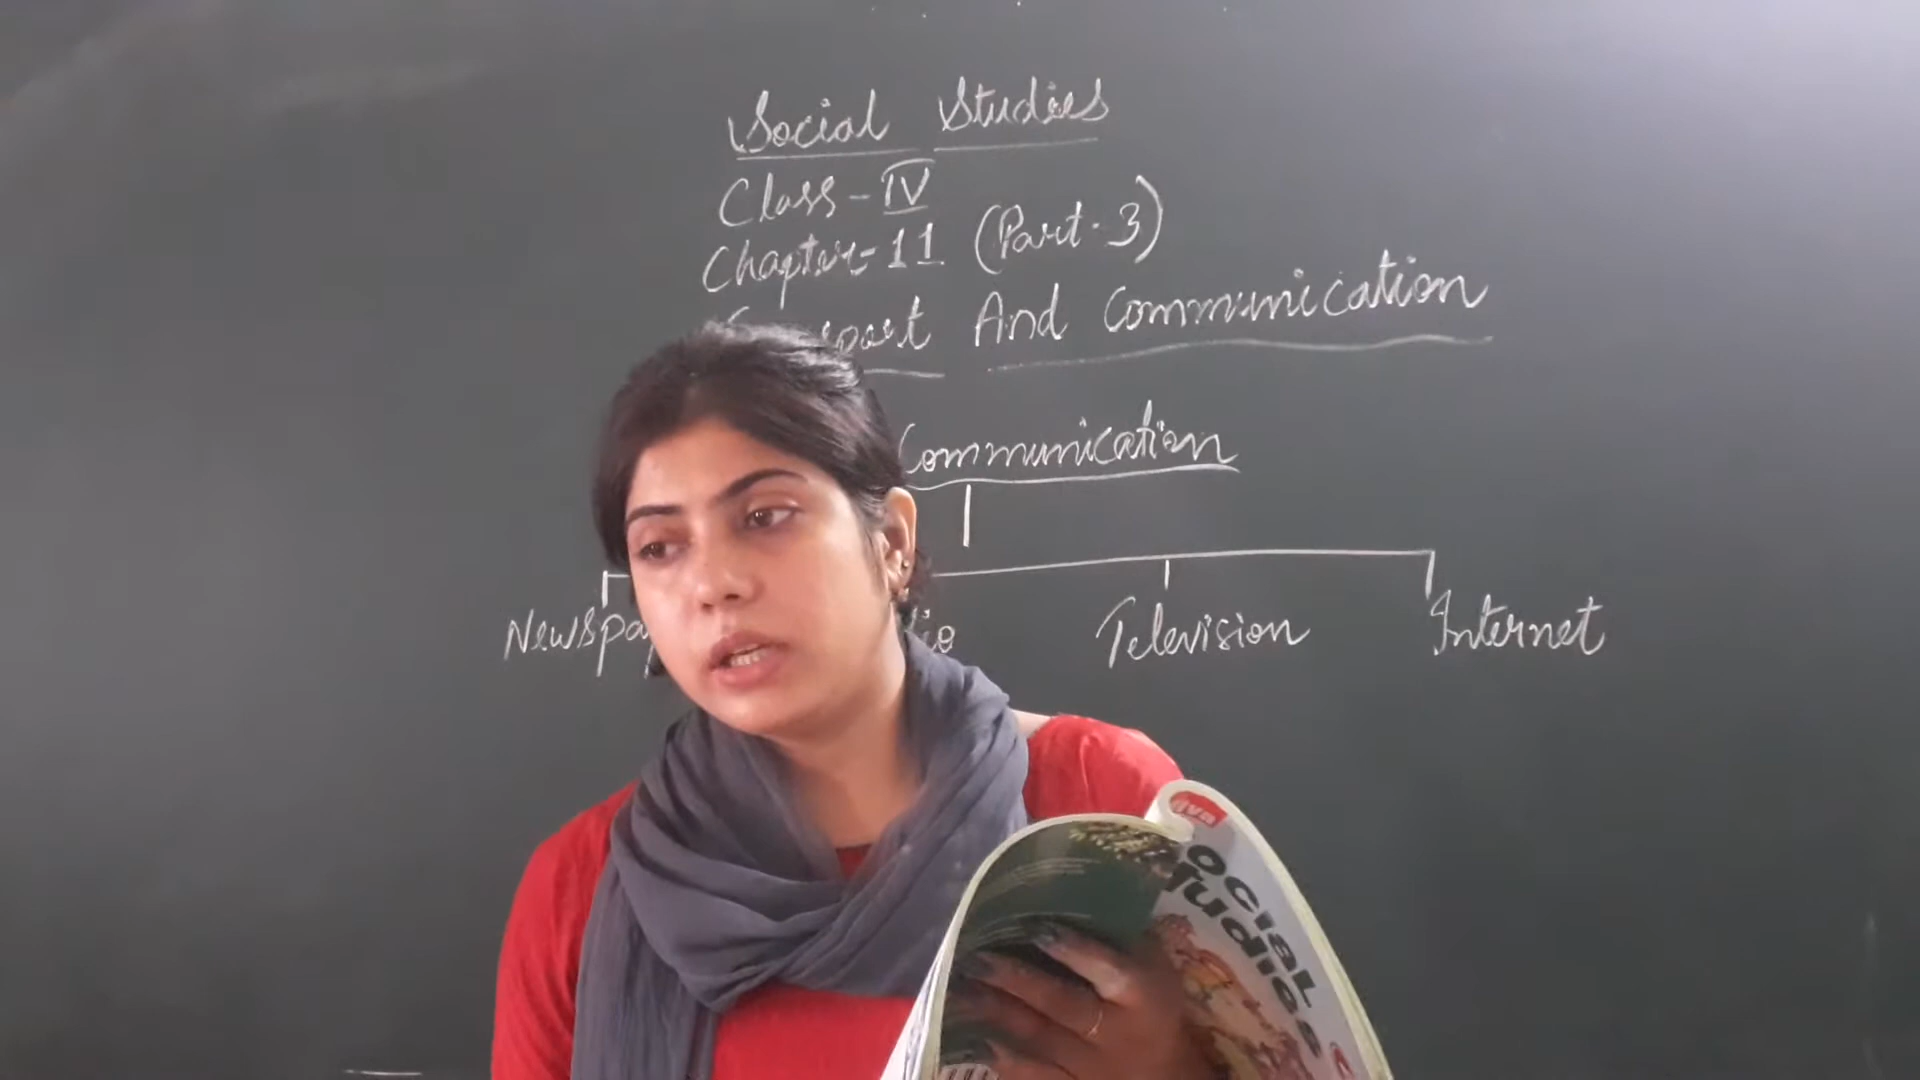 Social Studies
Class-IV
Chapter-11 (Part-3)
And Communication
Communication
Television Internet